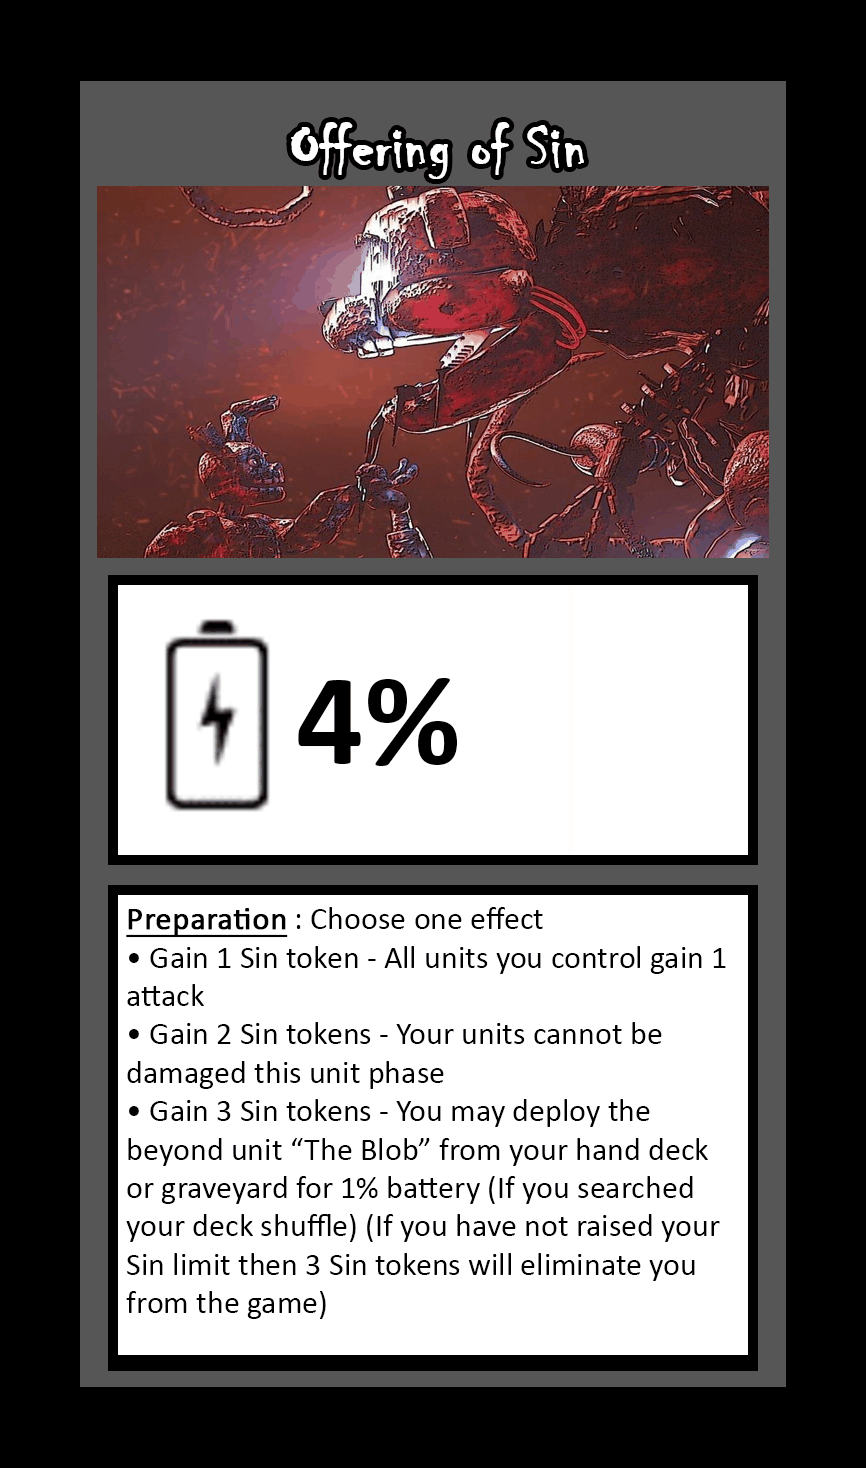 Offering of Sin
4%
Preparation : Choose one effect
• Gain 1 Sin token - All units you control gain 1
attack
• Gain 2 Sin tokens - Your units cannot be
damaged this unit phase
• Gain 3 Sin tokens - You may deploy the
beyond unit “The Blob” from your hand deck
or graveyard for 1% battery (If you searched
your deck shuffle) (If you have not raised your
Sin limit then 3 Sin tokens will eliminate you
from the game)